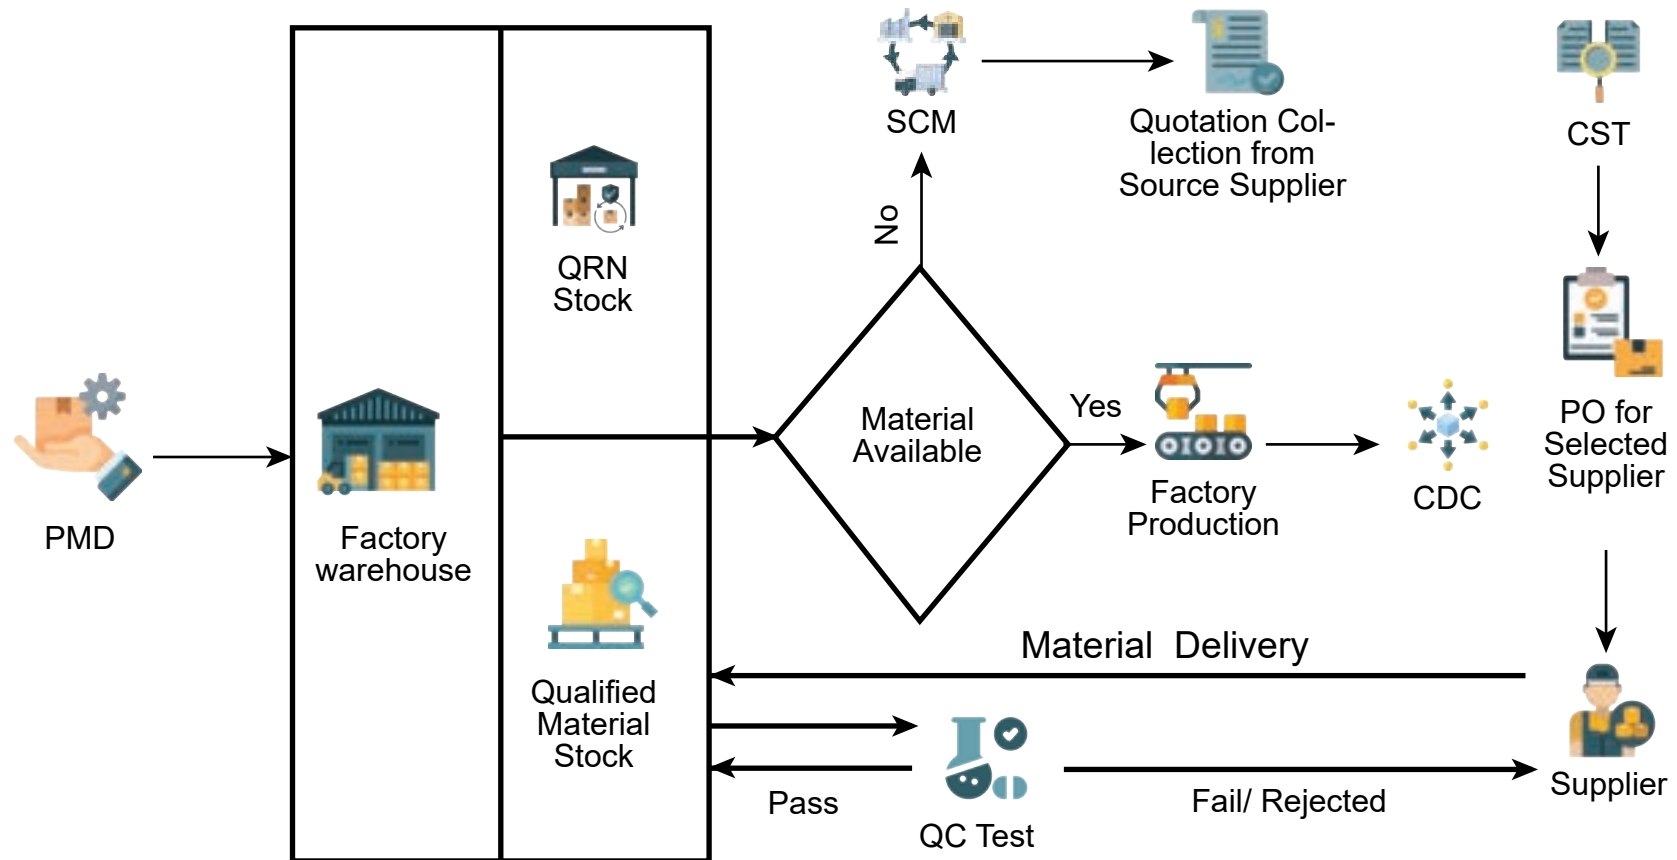 SCM
Quotation Col-
lection from
Source Supplier
CST
No
QRN
Stock
PMD
Factory
warehouse
Material
Available
Yes
Factory
Production
CDC
PO for
Selected
Supplier
Qualified
Material
Stock
Material Delivery
Pass
QC Test
Fail/ Rejected
Supplier